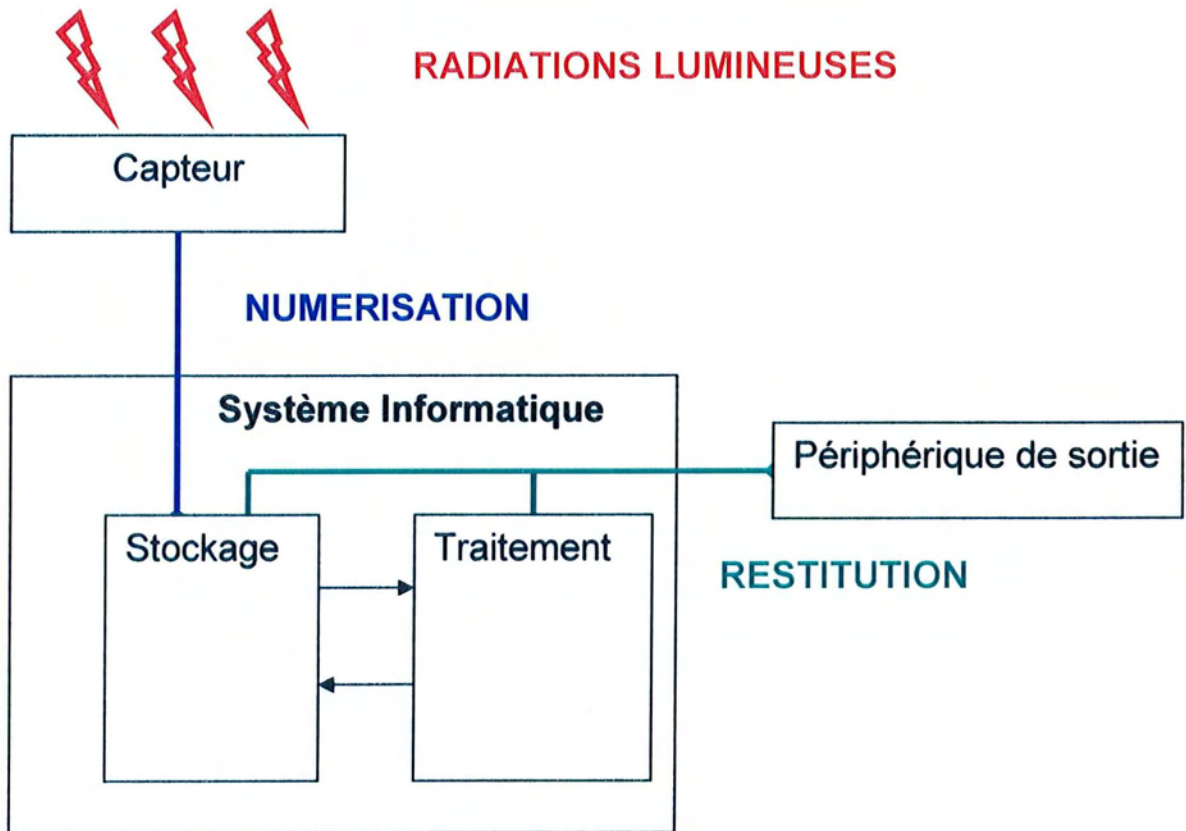 RADIATIONS LUMINEUSES
Capteur
NUMERISATION
Système Informatique
Périphérique de sortie
Stockage
Traitement
RESTITUTION